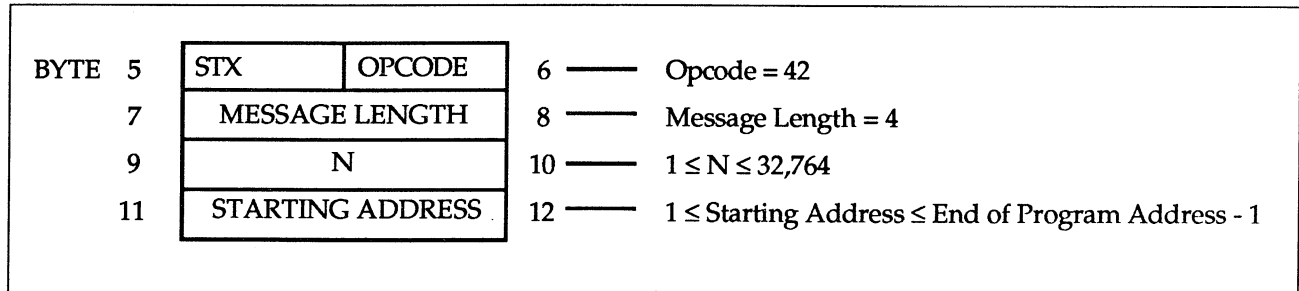 BYTE 5 STX OPCODE 6 Opcode = 42
7 MESSAGE LENGTH 8 Message Length = 4
9 N 10 1 ≤ N ≤ 32,764
11 STARTING ADDRESS 12 1 ≤ Starting Address ≤ End of Program Address - 1